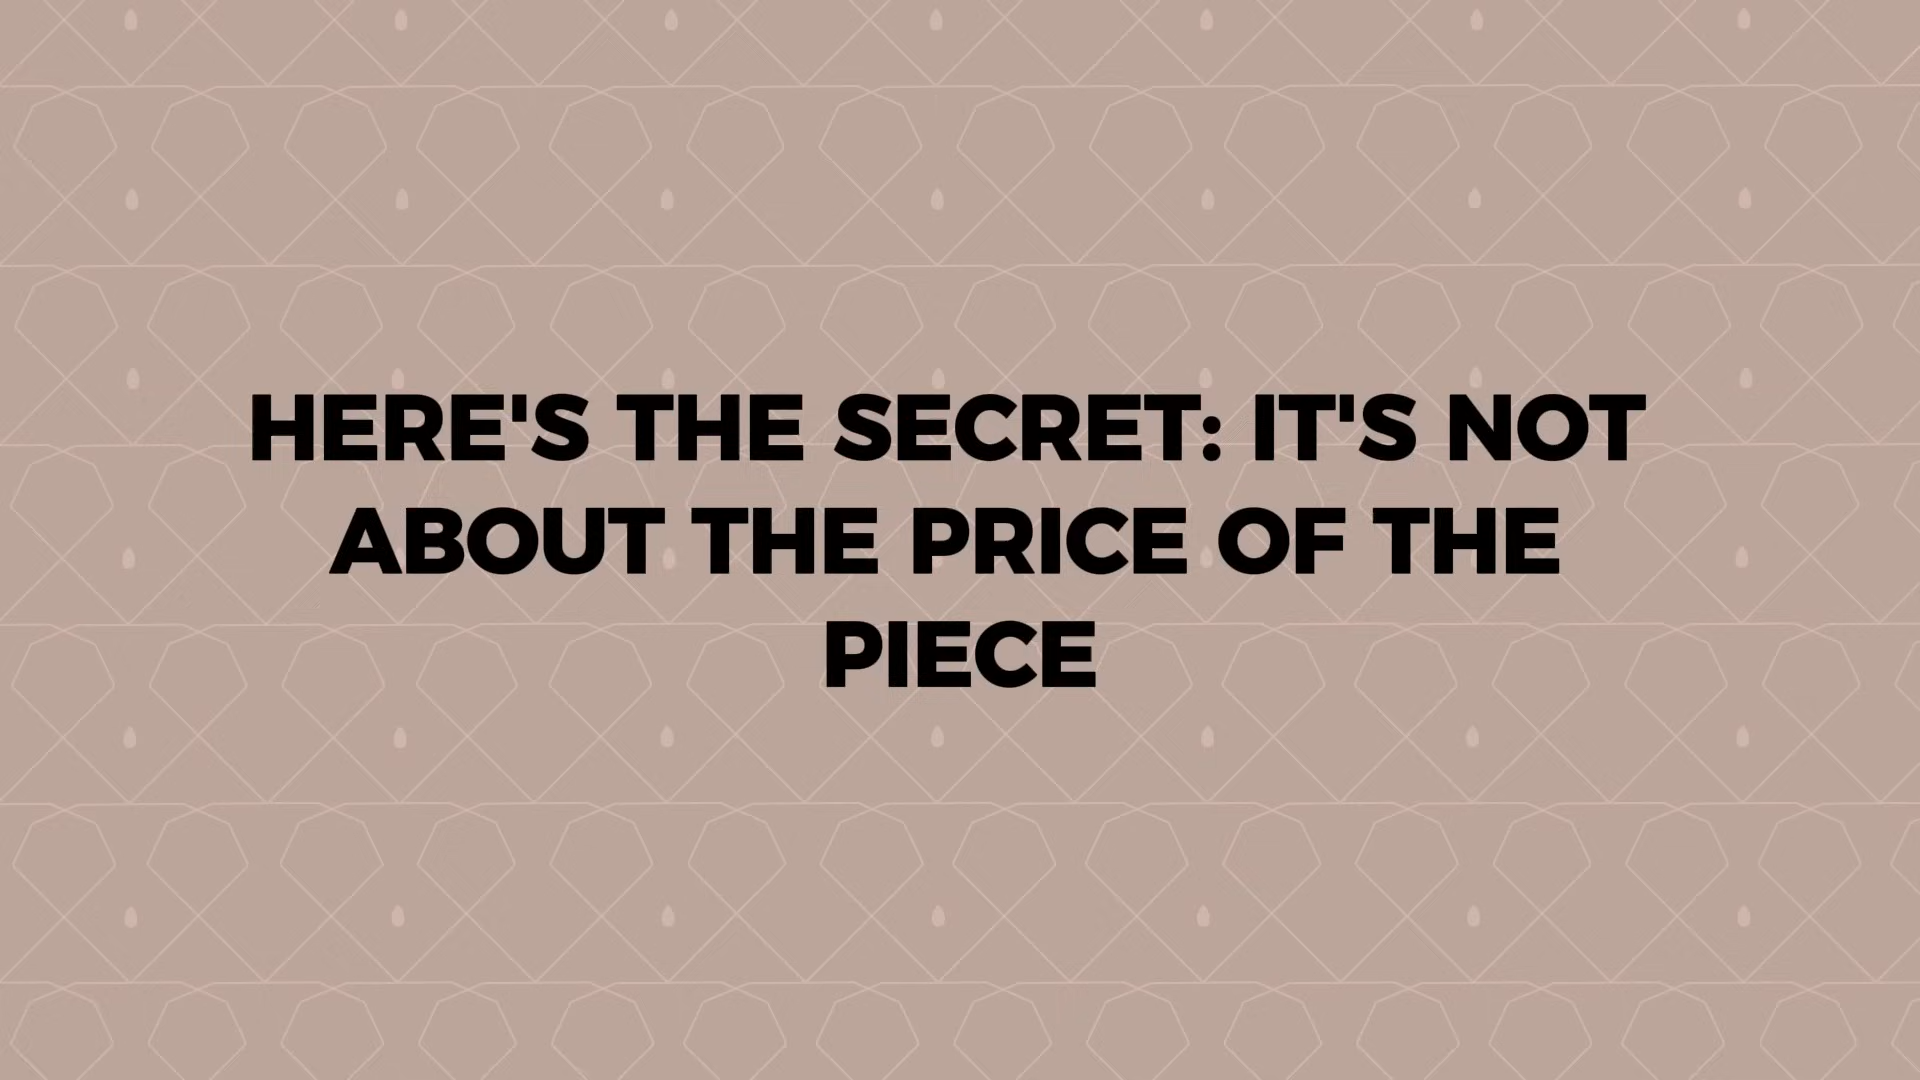 HERE'S THE SECRET: IT'S NOT
ABOUT THE PRICE OF THE
PIECE